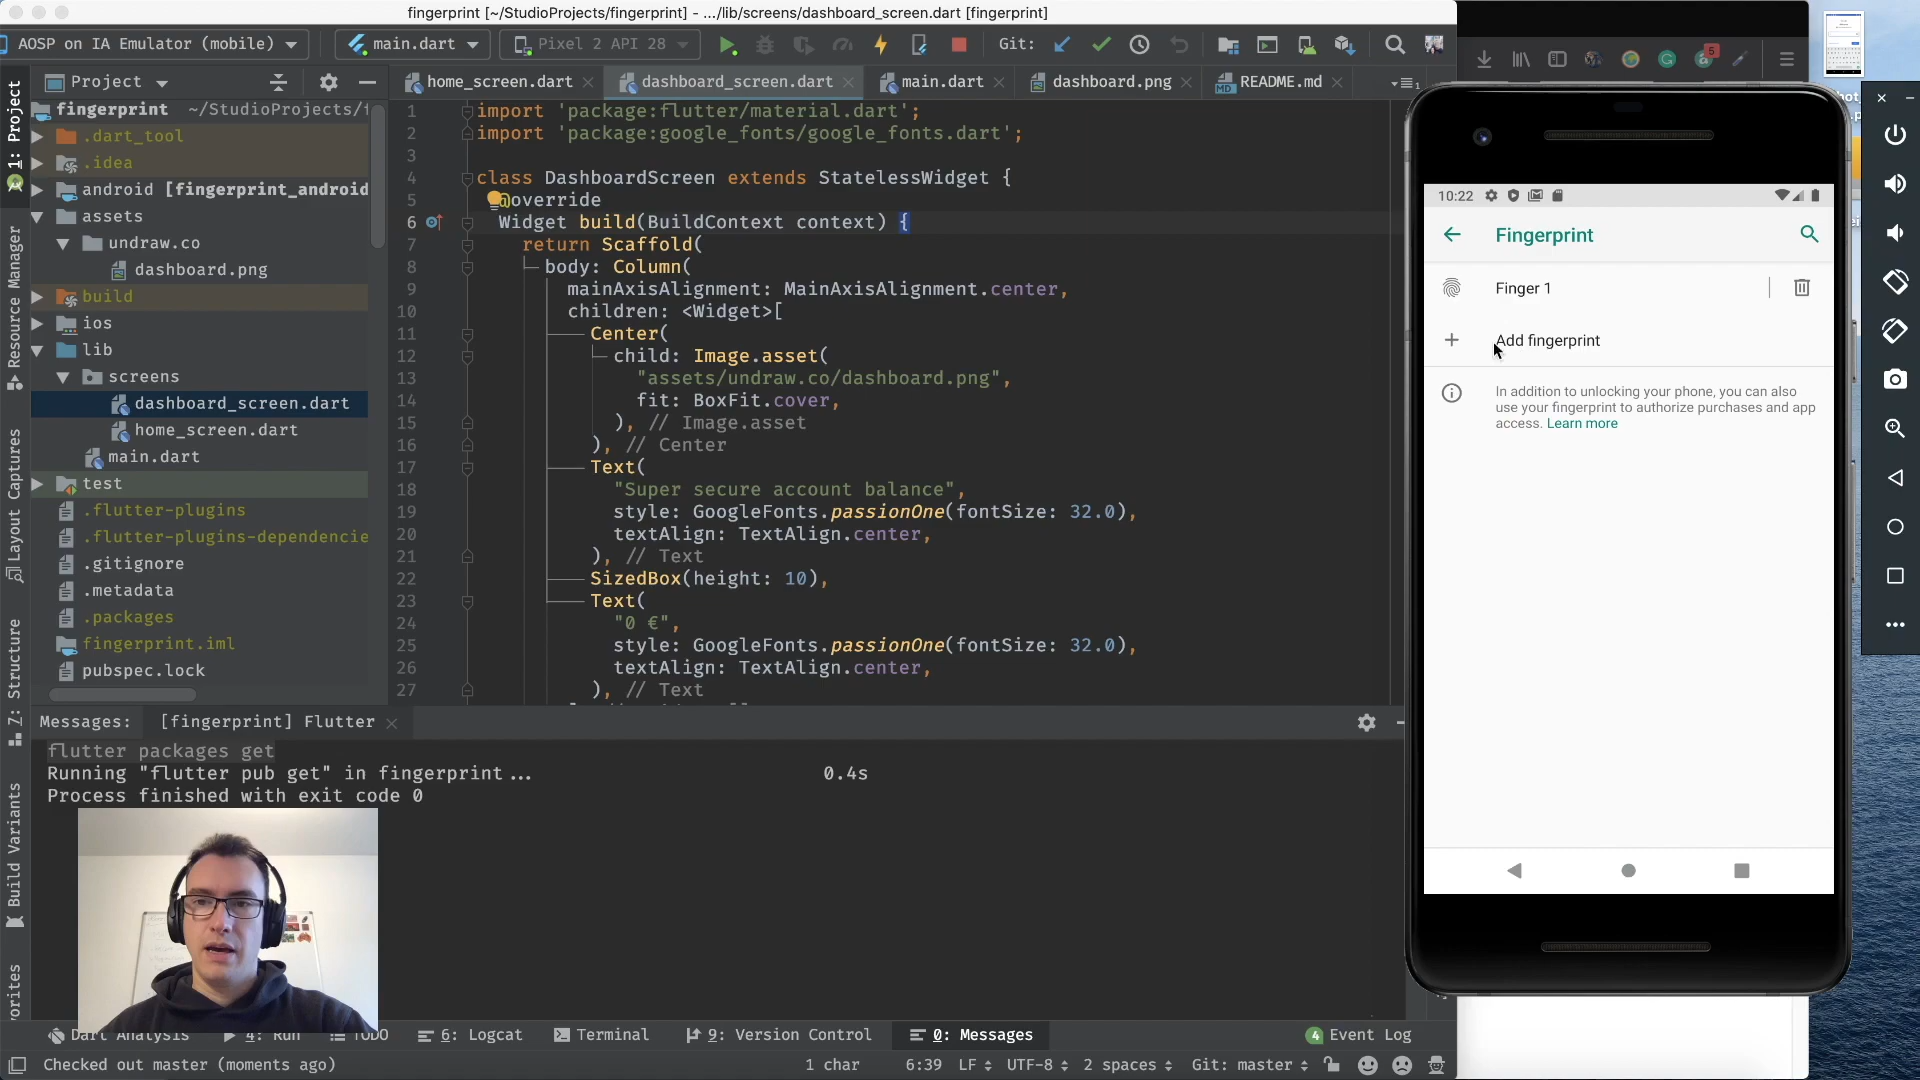 fingerprint [~/StudioProjects/fingerprint] - .../lib/screens/dashboard_screen.dart [fingerprint]
AOSP on IA Emulator (mobile)
main.dart
Pixel 2 API 28
Git:
5
Project
home_screen.dart
dashboard_screen.dart
main.dart
dashboard.png
README.md
1: Project
Resource Manager
Layout Captures
Z: Structure
Build Variants
fingerprint ~/StudioProjects/
.dart_tool
.idea
android [fingerprint_android
assets
undraw.co
dashboard.png
build
ios
lib
screens
dashboard_screen.dart
home_screen.dart
main.dart
test
.flutter-plugins
.flutter-plugins-dependencie
.gitignore
.metadata
.packages
fingerprint.iml
pubspec.lock
1 import 'package:flutter/material.dart';
2 import 'package:google_fonts/google_fonts.dart';
3
4 class DashboardScreen extends StatelessWidget {
5 @override
6 Widget build(BuildContext context) {
7 return Scaffold(
8 body: Column(
9 mainAxisAlignment: MainAxisAlignment.center,
10 children: <Widget>[
11 Center(
12 child: Image.asset(
13 "assets/undraw.co/dashboard.png",
14 fit: BoxFit.cover,
15 ), // Image.asset
16 ), // Center
17 Text(
18 "Super secure account balance",
19 style: GoogleFonts.passionOne(fontSize: 32.0),
20 textAlign: TextAlign.center,
21 ), // Text
22 SizedBox(height: 10),
23 Text(
24 "0 €",
25 style: GoogleFonts.passionOne(fontSize: 32.0),
26 textAlign: TextAlign.center,
27 ), // Text
10:22
Fingerprint
Finger 1
Add fingerprint
In addition to unlocking your phone, you can also
use your fingerprint to authorize purchases and app
access. Learn more
Messages: [fingerprint] Flutter
flutter packages get
Running "flutter pub get" in fingerprint... 0.4s
Process finished with exit code 0
Dart Analysis
4: Run
TODO
6: Logcat
Terminal
9: Version Control
0: Messages
4 Event Log
Checked out master (moments ago)
1 char
6:39
LF
UTF-8
2 spaces
Git: master